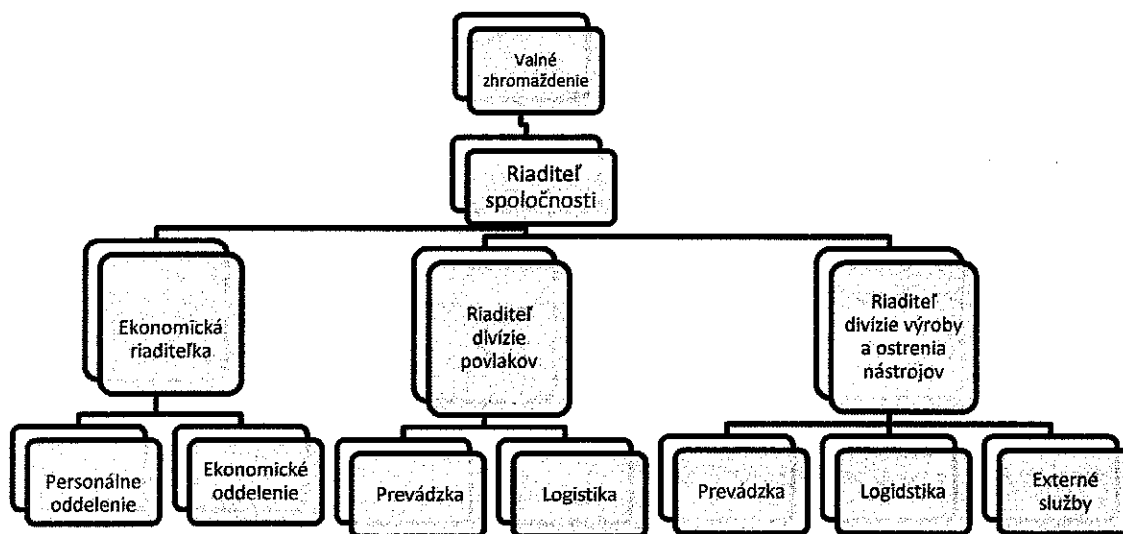 Valné
zhromaždenie
Riaditeľ
spoločnosti
Ekonomická
riaditeľka
Riaditeľ
divízie
povlakov
Riaditeľ
divízie výroby
a ostrenia
nástrojov
Personálne
oddelenie
Ekonomické
oddelenie
Prevádzka
Logistika
Prevádzka
Logidstika
Externé
služby